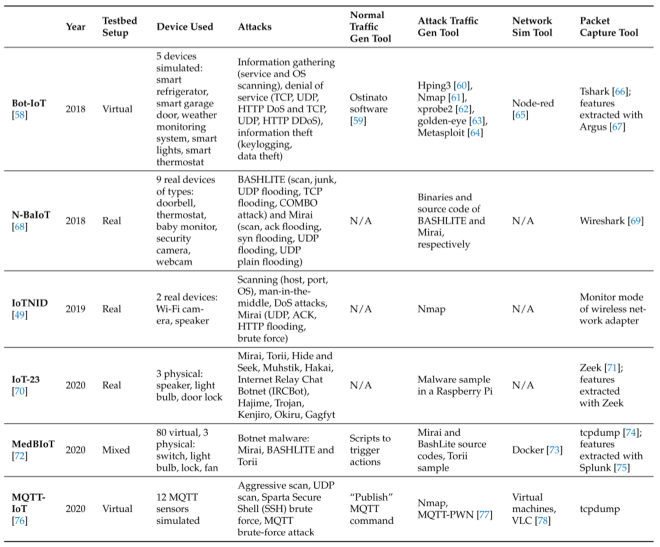 Year
Testbed
Setup
Device Used
Attacks
Normal
Traffic
Gen Tool
Attack Traffic
Gen Tool
Network
Sim Tool
Packet
Capture Tool
Bot-IoT
[58]
2018
Virtual
5 devices
simulated:
smart
refrigerator,
smart garage
door, weather
monitoring
system, smart
lights, smart
thermostat
Information gathering
(service and OS
scanning), denial of
service (TCP, UDP,
HTTP DoS and TCP,
UDP, HTTP DDoS),
information theft
(keylogging,
data theft)
Ostinato
software
[59]
Hping3 [60],
Nmap [61],
xprobe2 [62],
golden-eye [63],
Metasploit [64]
Node-red
[65]
Tshark [66];
features
extracted with
Argus [67]
N-BaIoT
[68]
2018
Real
9 real devices
of types:
doorbell,
thermostat,
baby monitor,
security
camera,
webcam
BASHLITE (scan, junk,
UDP flooding, TCP
flooding, COMBO
attack) and Mirai
(scan, ack flooding,
syn flooding, UDP
flooding, UDP
plain flooding)
N/A
Binaries and
source code of
BASHLITE and
Mirai,
respectively
N/A
Wireshark [69]
IoTNID
[49]
2019
Real
2 real devices:
Wi-Fi cam-
era, speaker
Scanning (host, port,
OS), man-in-the-
middle, DoS attacks,
Mirai (UDP, ACK,
HTTP flooding,
brute force)
N/A
Nmap
N/A
Monitor mode
of wireless net-
work adapter
IoT-23
[70]
2020
Real
3 physical:
speaker, light
bulb, door lock
Mirai, Torii, Hide and
Seek, Muhstik, Hakai,
Internet Relay Chat
Botnet (IRCBot),
Hajime, Trojan,
Kenjiro, Okiru, Gagfyt
N/A
Malware sample
in a Raspberry Pi
N/A
Zeek [71];
features
extracted
with Zeek
MedBIoT
[72]
2020
Mixed
80 virtual, 3
physical:
switch, light
bulb, lock, fan
Botnet malware:
Mirai, BASHLITE and
Torii
Scripts to
trigger
actions
Mirai and
BashLite source
codes, Torii
sample
Docker [73]
tcpdump [74];
features
extracted with
Splunk [75]
MQTT-
IoT
[76]
2020
Virtual
12 MQTT
sensors
simulated
Aggressive scan, UDP
scan, Sparta Secure
Shell (SSH) brute
force, MQTT
brute-force attack
“Publish”
MQTT
command
Nmap,
MQTT-PWN [77]
Virtual
machines,
VLC [78]
tcpdump